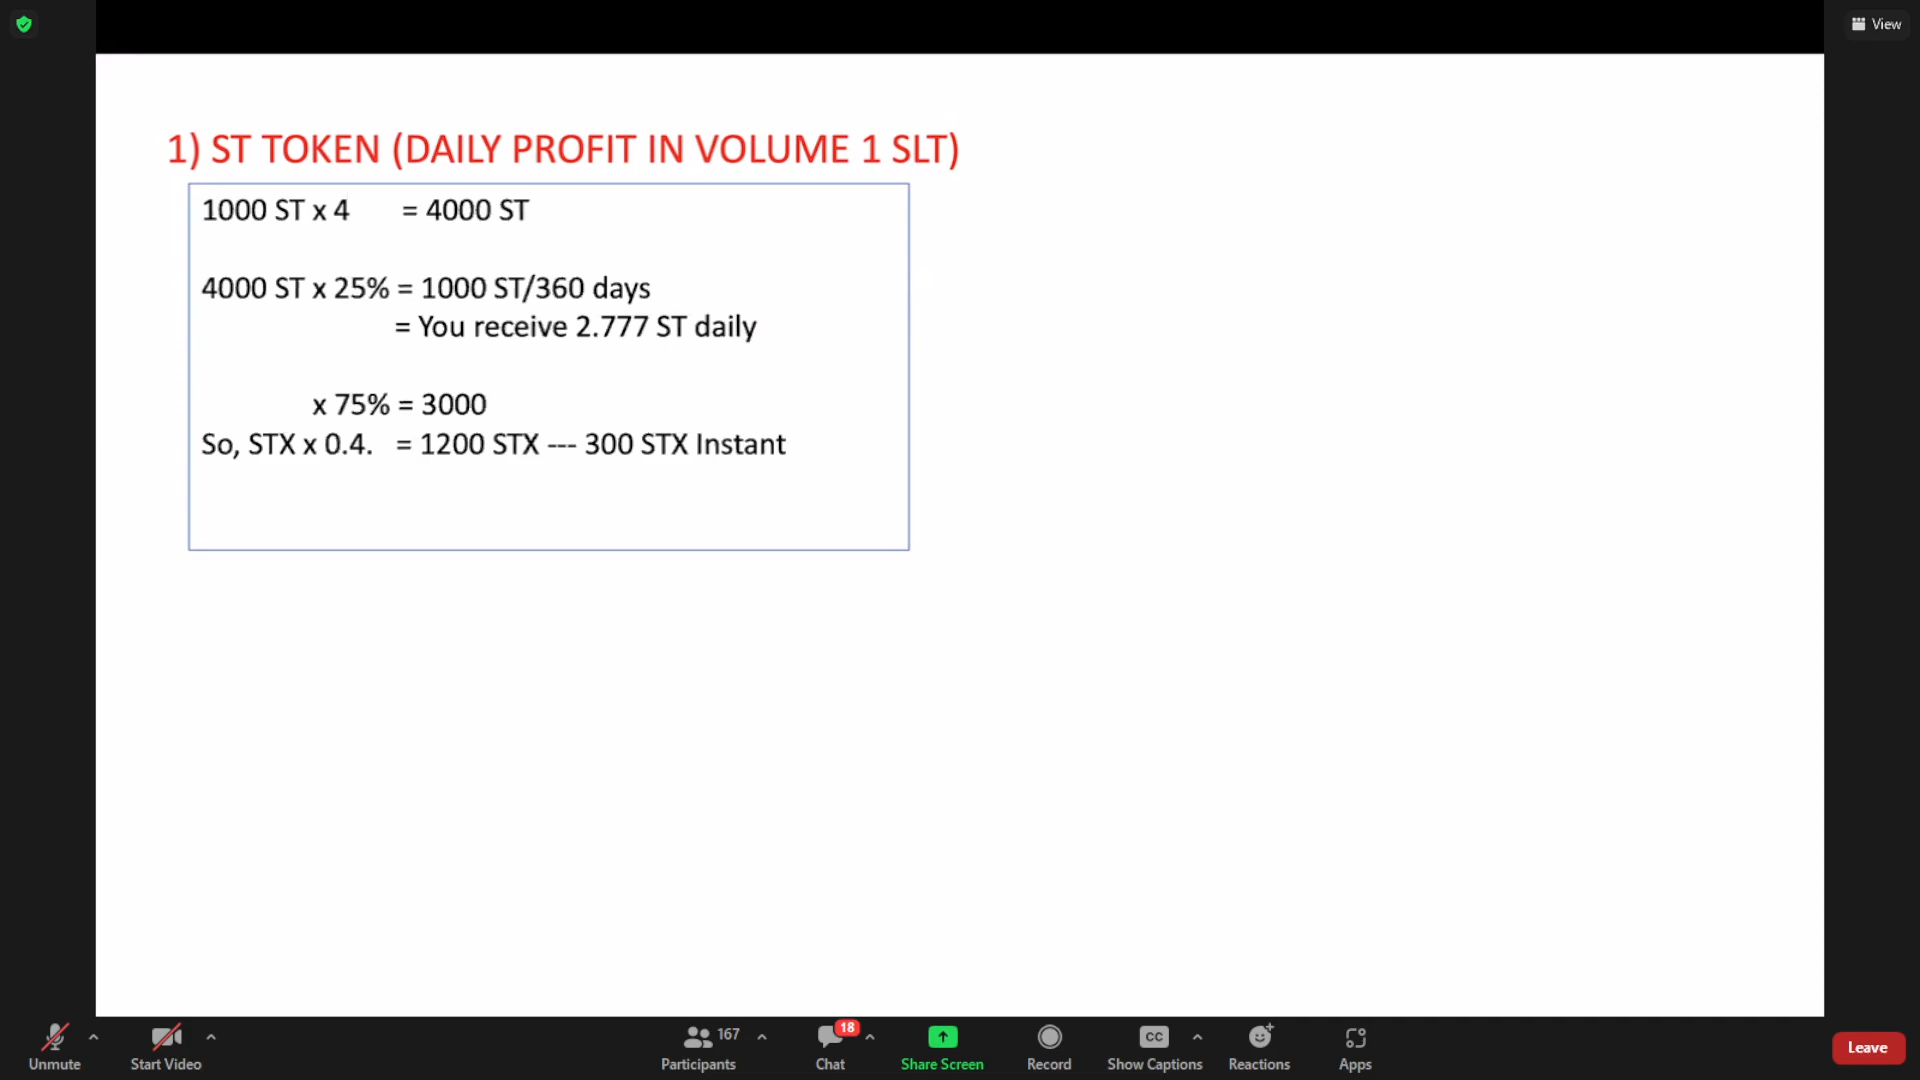 View
1) ST TOKEN (DAILY PROFIT IN VOLUME 1 SLT)
1000 ST x 4 = 4000 ST
4000 ST x 25% = 1000 ST/360 days
= You receive 2.777 ST daily
x 75% = 3000
So, STX x 0.4. = 1200 STX --- 300 STX Instant
Unmute
Start Video
167
Participants
18
Chat
Share Screen
Record
CC
Show Captions
Reactions
Apps
Leave